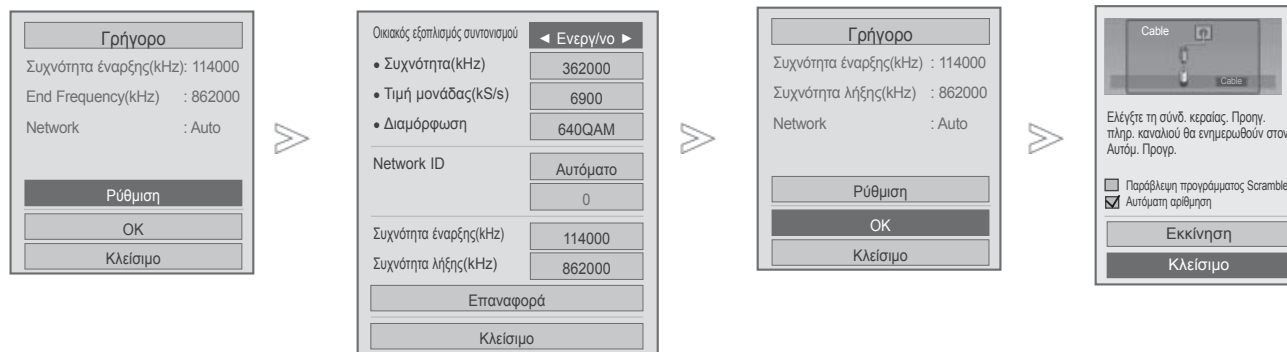 Γρήγορο
Συχνότητα έναρξης(kHz): 114000
End Frequency(kHz) : 862000
Network : Auto
Ρύθμιση
OK
Κλείσιμο
Οικιακός εξοπλισμός συντονισμού ◄ Ενεργ/νο ►
• Συχνότητα(kHz) 362000
• Τιμή μονάδας(kS/s) 6900
• Διαμόρφωση 640QAM
Network ID Αυτόματο
0
Συχνότητα έναρξης(kHz) 114000
Συχνότητα λήξης(kHz) 862000
Επαναφορά
Κλείσιμο
Γρήγορο
Συχνότητα έναρξης(kHz) : 114000
Συχνότητα λήξης(kHz) : 862000
Network : Auto
Ρύθμιση
OK
Κλείσιμο
Cable
Cable
Ελέγξτε τη σύνδ. κεραίας. Προηγ.
πληρ. καναλιού θα ενημερωθούν στον
Αυτόμ. Προγρ.
Παράβλεψη προγράμματος Scramble
Αυτόματη αρίθμηση
Εκκίνηση
Κλείσιμο